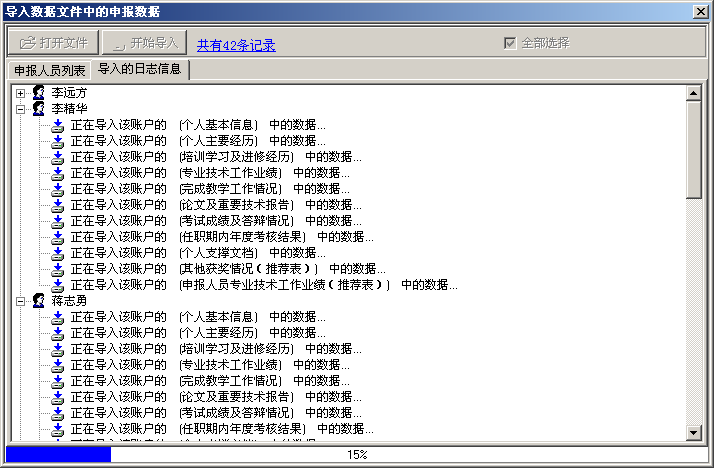 导入数据文件中的申报数据
打开文件 开始导入 共有42条记录 全部选择
申报人员列表 导入的日志信息
李远方
李精华
正在导入该账户的 〔个人基本信息〕 中的数据...
正在导入该账户的 〔个人主要经历〕 中的数据...
正在导入该账户的 〔培训学习及进修经历〕 中的数据...
正在导入该账户的 〔专业技术工作业绩〕 中的数据...
正在导入该账户的 〔完成教学工作情况〕 中的数据...
正在导入该账户的 〔论文及重要技术报告〕 中的数据...
正在导入该账户的 〔考试成绩及答辩情况〕 中的数据...
正在导入该账户的 〔任职期内年度考核结果〕 中的数据...
正在导入该账户的 〔个人支撑文档〕 中的数据...
正在导入该账户的 〔其他获奖情况（推荐表）〕 中的数据...
正在导入该账户的 〔申报人员专业技术工作业绩（推荐表）〕 中的数据...
蒋志勇
正在导入该账户的 〔个人基本信息〕 中的数据...
正在导入该账户的 〔个人主要经历〕 中的数据...
正在导入该账户的 〔培训学习及进修经历〕 中的数据...
正在导入该账户的 〔专业技术工作业绩〕 中的数据...
正在导入该账户的 〔完成教学工作情况〕 中的数据...
正在导入该账户的 〔论文及重要技术报告〕 中的数据...
正在导入该账户的 〔考试成绩及答辩情况〕 中的数据...
正在导入该账户的 〔任职期内年度考核结果〕 中的数据...
15%